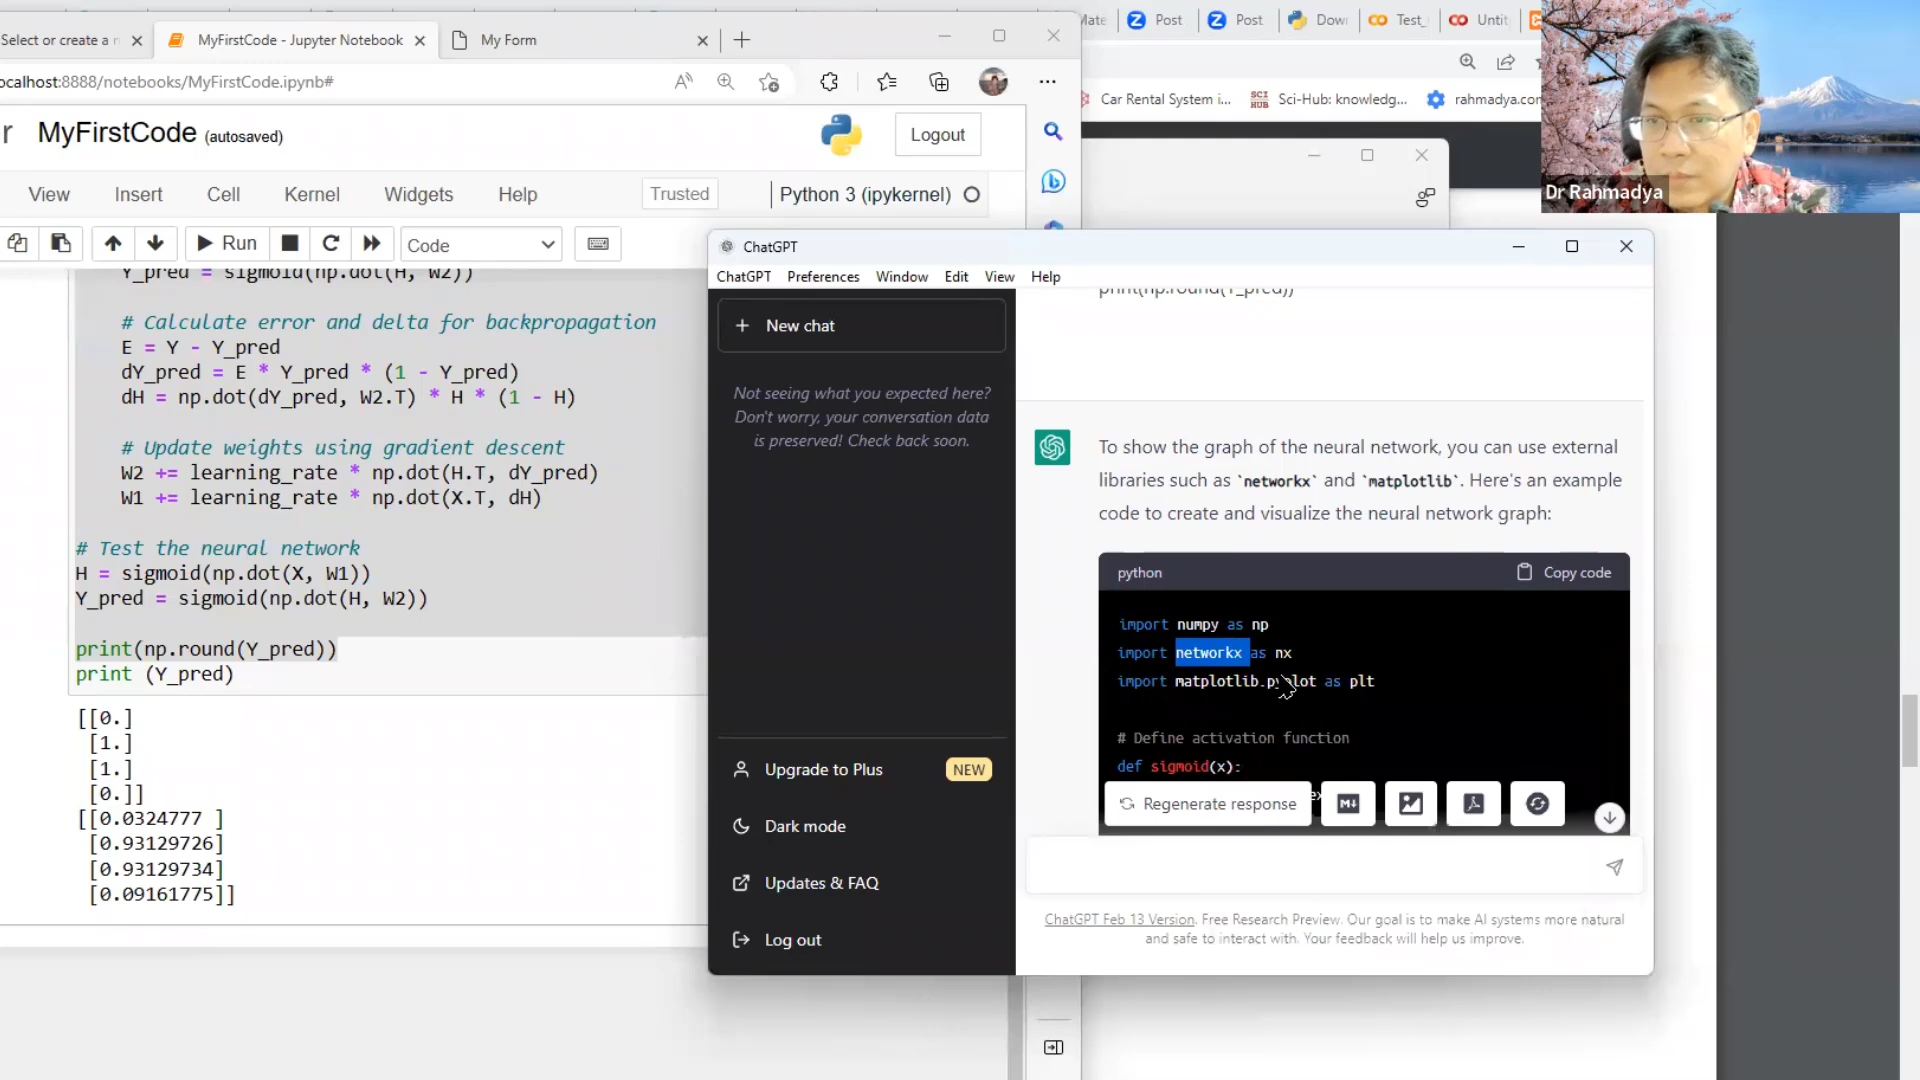 Select or create a n
MyFirstCode - Jupyter Notebook
My Form
ocalhost:8888/notebooks/MyFirstCode.ipynb#
r MyFirstCode (autosaved)
Logout
View Insert Cell Kernel Widgets Help
Trusted
Python 3 (ipykernel)
Run
Code
Y_pred = sigmoid(np.dot(H, W2))
# Calculate error and delta for backpropagation
E = Y - Y_pred
dY_pred = E * Y_pred * (1 - Y_pred)
dH = np.dot(dY_pred, W2.T) * H * (1 - H)
# Update weights using gradient descent
W2 += learning_rate * np.dot(H.T, dY_pred)
W1 += learning_rate * np.dot(X.T, dH)
# Test the neural network
H = sigmoid(np.dot(X, W1))
Y_pred = sigmoid(np.dot(H, W2))
print(np.round(Y_pred))
print (Y_pred)
[[0.]
[1.]
[1.]
[0.]]
[[0.0324777 ]
[0.93129726]
[0.93129734]
[0.09161775]]
Mate
Post
Post
Dow
Test_
Unti
Car Rental System i...
SCI HUB
Sci-Hub: knowledg...
rahmadya.com
Dr Rahmadya
ChatGPT
ChatGPT Preferences Window Edit View Help
New chat
Not seeing what you expected here?
Don't worry, your conversation data
is preserved! Check back soon.
Upgrade to Plus
NEW
Dark mode
Updates & FAQ
Log out
print(np.round(Y_pred))
To show the graph of the neural network, you can use external
libraries such as `networkx` and `matplotlib`. Here's an example
code to create and visualize the neural network graph:
python
Copy code
import numpy as np
import networkx as nx
import matplotlib.pyplot as plt
# Define activation function
def sigmoid(x):
Regenerate response
ChatGPT Feb 13 Version. Free Research Preview. Our goal is to make AI systems more natural
and safe to interact with. Your feedback will help us improve.